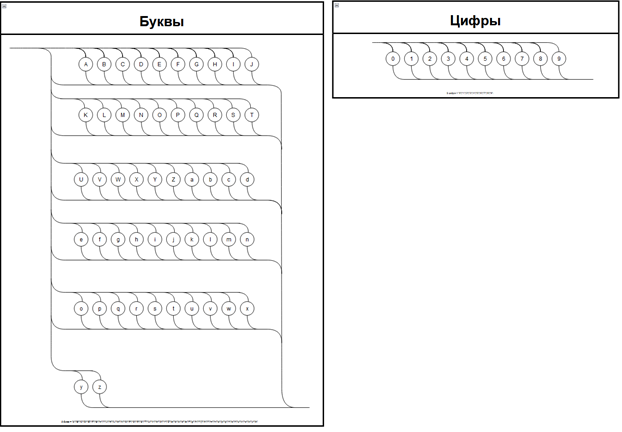 Буквы
A B C D E F G H I J
K L M N O P Q R S T
U V W X Y Z a b c d
e f g h i j k l m n
o p q r s t u v w x
y z
Цифры
0 1 2 3 4 5 6 7 8 9